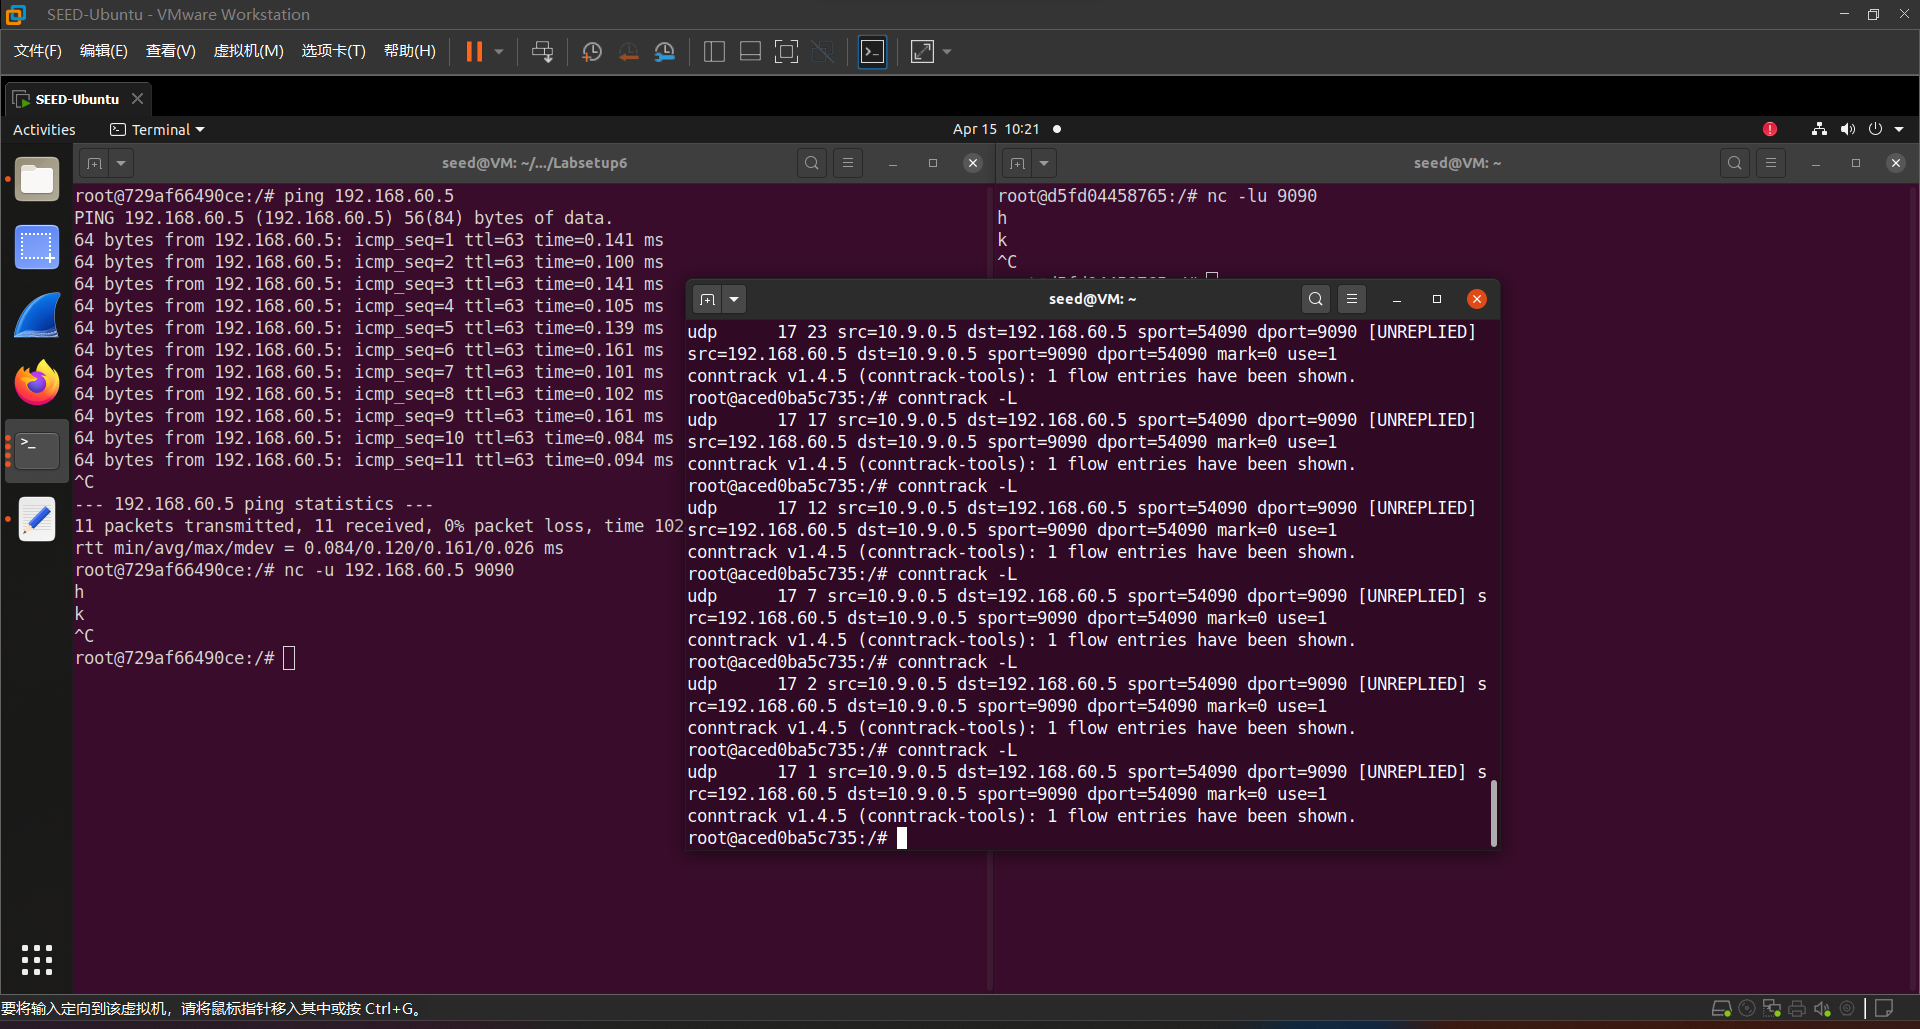 SEED-Ubuntu - VMware Workstation
文件(F) 编辑(E) 查看(V) 虚拟机(M) 选项卡(T) 帮助(H)
SEED-Ubuntu
Activities Terminal Apr 15 10:21
seed@VM: ~/.../Labsetup6
root@729af66490ce:/# ping 192.168.60.5
PING 192.168.60.5 (192.168.60.5) 56(84) bytes of data.
64 bytes from 192.168.60.5: icmp_seq=1 ttl=63 time=0.141 ms
64 bytes from 192.168.60.5: icmp_seq=2 ttl=63 time=0.100 ms
64 bytes from 192.168.60.5: icmp_seq=3 ttl=63 time=0.141 ms
64 bytes from 192.168.60.5: icmp_seq=4 ttl=63 time=0.105 ms
64 bytes from 192.168.60.5: icmp_seq=5 ttl=63 time=0.139 ms
64 bytes from 192.168.60.5: icmp_seq=6 ttl=63 time=0.161 ms
64 bytes from 192.168.60.5: icmp_seq=7 ttl=63 time=0.101 ms
64 bytes from 192.168.60.5: icmp_seq=8 ttl=63 time=0.102 ms
64 bytes from 192.168.60.5: icmp_seq=9 ttl=63 time=0.161 ms
64 bytes from 192.168.60.5: icmp_seq=10 ttl=63 time=0.084 ms
64 bytes from 192.168.60.5: icmp_seq=11 ttl=63 time=0.094 ms
^C
--- 192.168.60.5 ping statistics ---
11 packets transmitted, 11 received, 0% packet loss, time 102
rtt min/avg/max/mdev = 0.084/0.120/0.161/0.026 ms
root@729af66490ce:/# nc -u 192.168.60.5 9090
h
k
^C
root@729af66490ce:/#
seed@VM: ~
root@d5fd04458765:/# nc -lu 9090
h
k
^C
seed@VM: ~
udp      17 23 src=10.9.0.5 dst=192.168.60.5 sport=54090 dport=9090 [UNREPLIED]
src=192.168.60.5 dst=10.9.0.5 sport=9090 dport=54090 mark=0 use=1
conntrack v1.4.5 (conntrack-tools): 1 flow entries have been shown.
root@aced0ba5c735:/# conntrack -L
udp      17 17 src=10.9.0.5 dst=192.168.60.5 sport=54090 dport=9090 [UNREPLIED]
src=192.168.60.5 dst=10.9.0.5 sport=9090 dport=54090 mark=0 use=1
conntrack v1.4.5 (conntrack-tools): 1 flow entries have been shown.
root@aced0ba5c735:/# conntrack -L
udp      17 12 src=10.9.0.5 dst=192.168.60.5 sport=54090 dport=9090 [UNREPLIED]
src=192.168.60.5 dst=10.9.0.5 sport=9090 dport=54090 mark=0 use=1
conntrack v1.4.5 (conntrack-tools): 1 flow entries have been shown.
root@aced0ba5c735:/# conntrack -L
udp      17 7 src=10.9.0.5 dst=192.168.60.5 sport=54090 dport=9090 [UNREPLIED] s
rc=192.168.60.5 dst=10.9.0.5 sport=9090 dport=54090 mark=0 use=1
conntrack v1.4.5 (conntrack-tools): 1 flow entries have been shown.
root@aced0ba5c735:/# conntrack -L
udp      17 2 src=10.9.0.5 dst=192.168.60.5 sport=54090 dport=9090 [UNREPLIED] s
rc=192.168.60.5 dst=10.9.0.5 sport=9090 dport=54090 mark=0 use=1
conntrack v1.4.5 (conntrack-tools): 1 flow entries have been shown.
root@aced0ba5c735:/# conntrack -L
udp      17 1 src=10.9.0.5 dst=192.168.60.5 sport=54090 dport=9090 [UNREPLIED] s
rc=192.168.60.5 dst=10.9.0.5 sport=9090 dport=54090 mark=0 use=1
conntrack v1.4.5 (conntrack-tools): 1 flow entries have been shown.
root@aced0ba5c735:/#
要将输入定向到该虚拟机，请将鼠标指针移入其中或按 Ctrl+G。